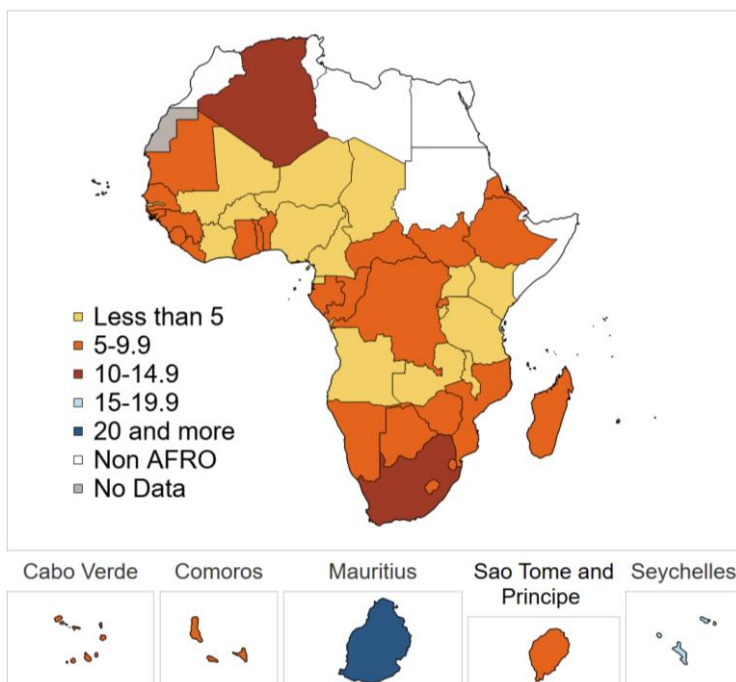 Less than 5
5-9.9
10-14.9
15-19.9
20 and more
Non AFRO
No Data
Cabo Verde
Comoros
Mauritius
Sao Tome and
Principe
Seychelles